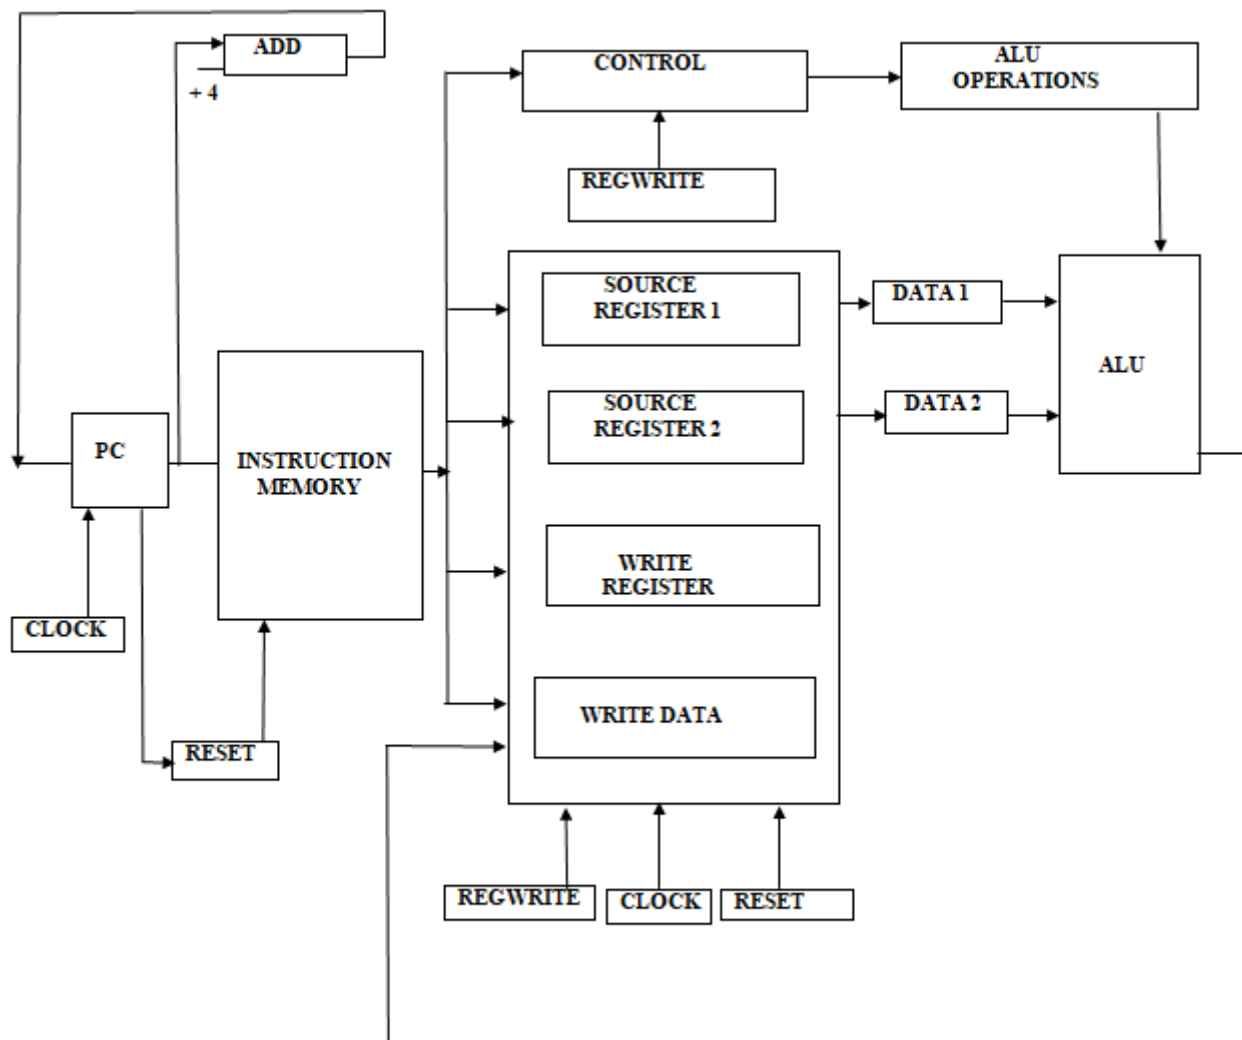 ADD
+ 4
CONTROL
ALU
OPERATIONS
REGWRITE
SOURCE
REGISTER 1
DATA 1
ALU
SOURCE
REGISTER 2
DATA 2
PC
INSTRUCTION
MEMORY
WRITE
REGISTER
CLOCK
WRITE DATA
RESET
REGWRITE
CLOCK
RESET